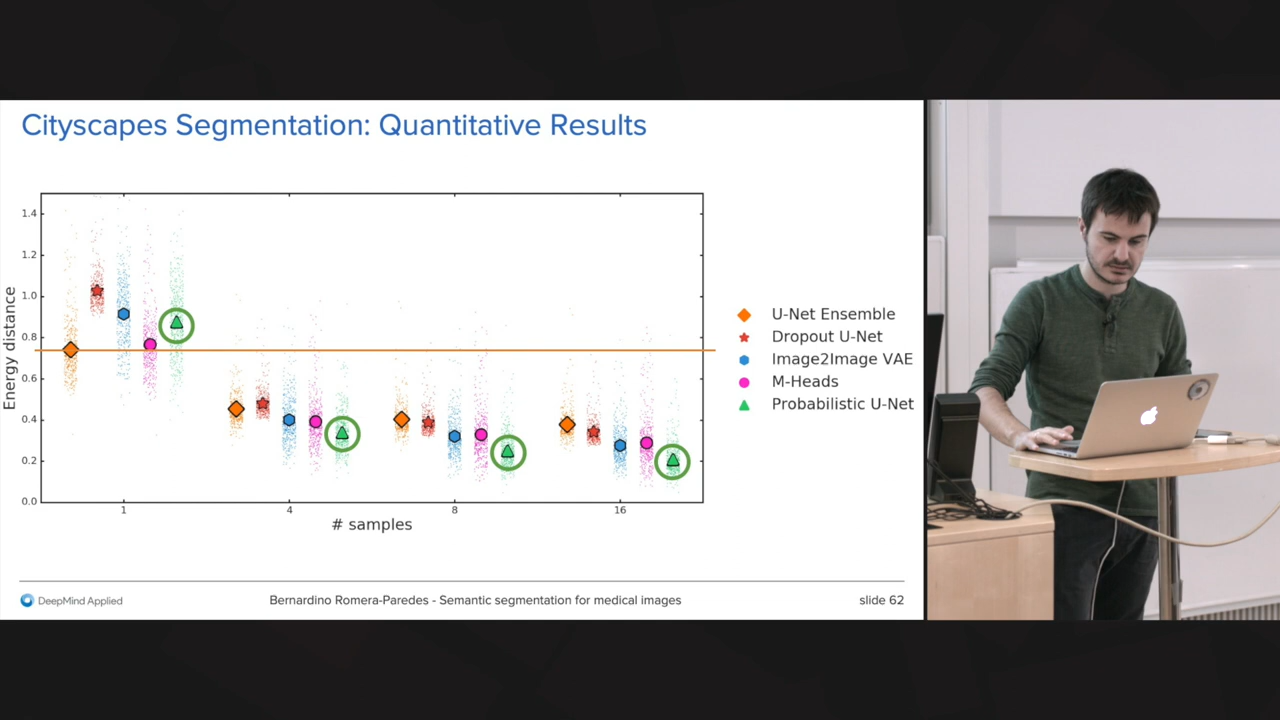 Cityscapes Segmentation: Quantitative Results
Energy distance
1.4
1.2
1.0
0.8
0.6
0.4
0.2
0.0
1
4
8
16
# samples
U-Net Ensemble
Dropout U-Net
Image2Image VAE
M-Heads
Probabilistic U-Net
DeepMind Applied
Bernardino Romera-Paredes - Semantic segmentation for medical images
slide 62